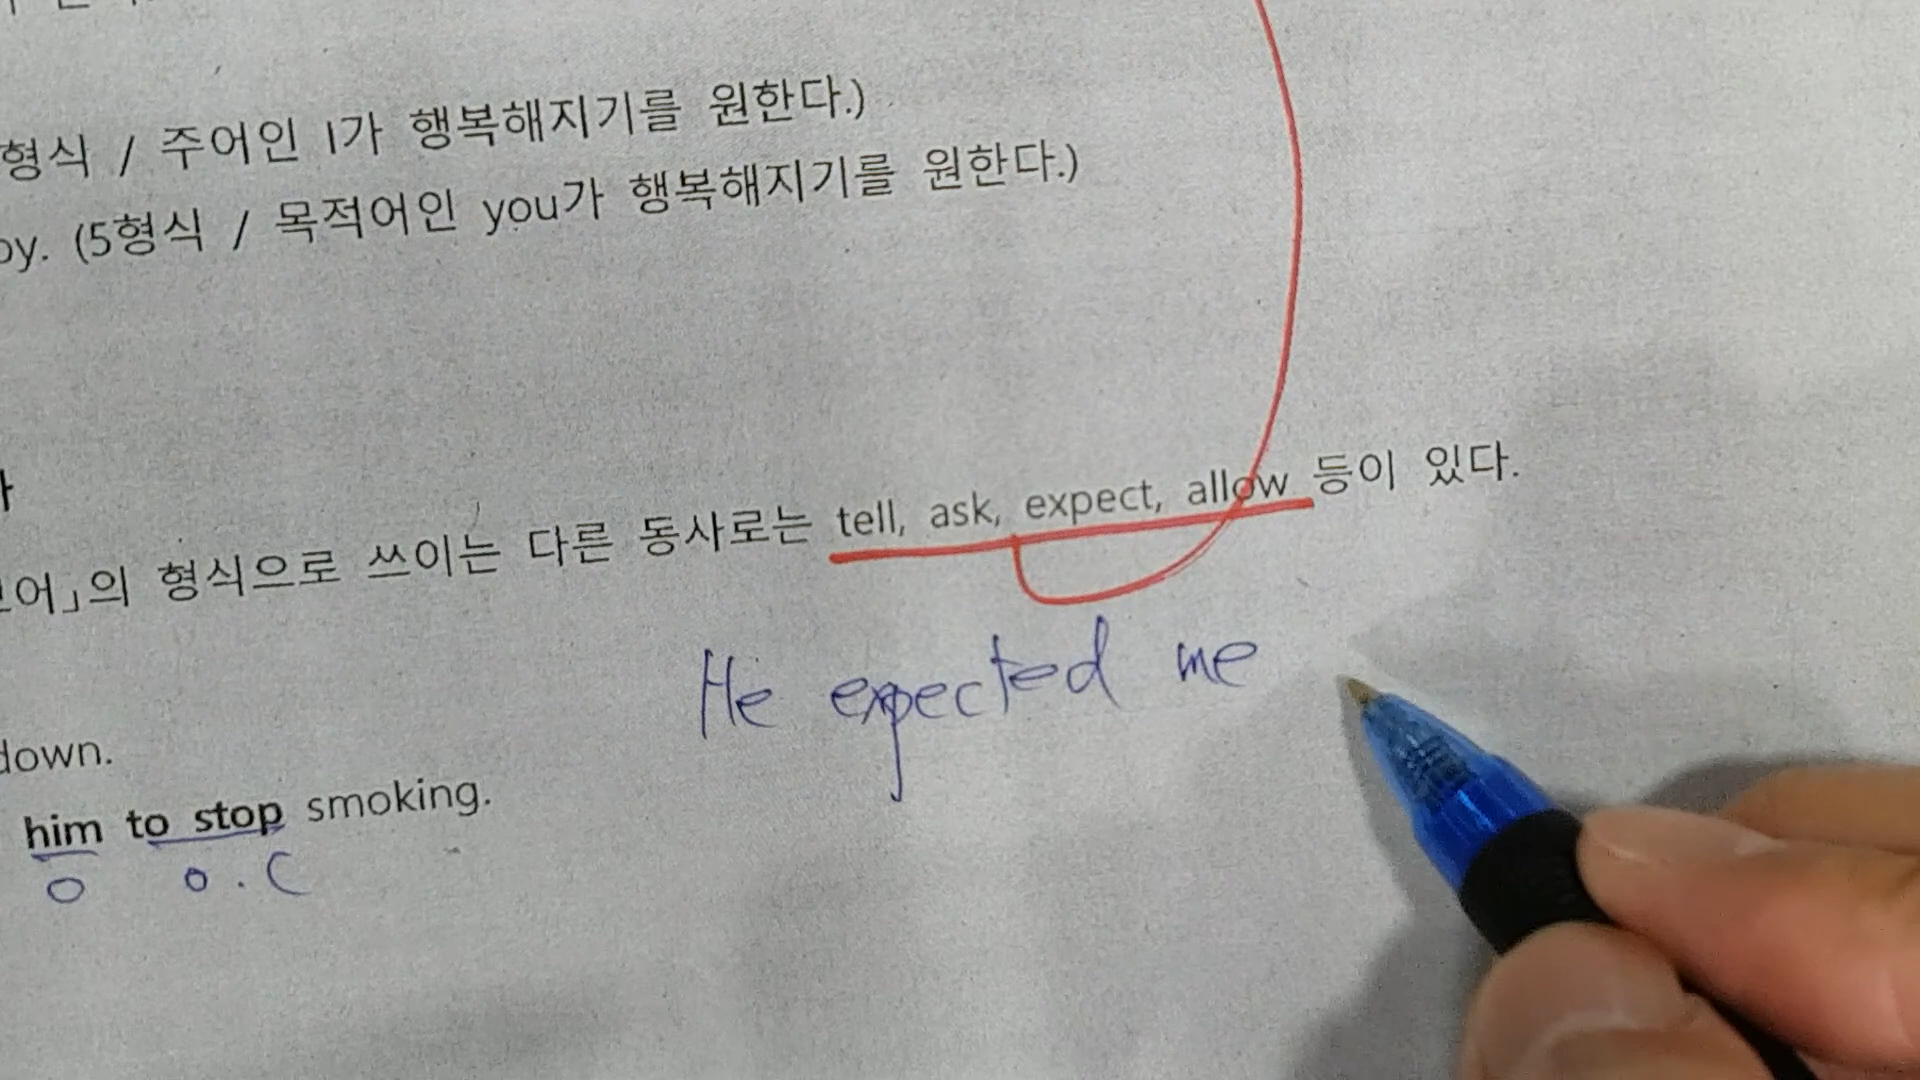 형식 / 주어인 I가 행복해지기를 원한다.)
py. (5형식 / 목적어인 you가 행복해지기를 원한다.)
어」의 형식으로 쓰이는 다른 동사로는 tell, ask, expect, allow 등이 있다.
He expected me
down.
him to stop smoking.
O O.C